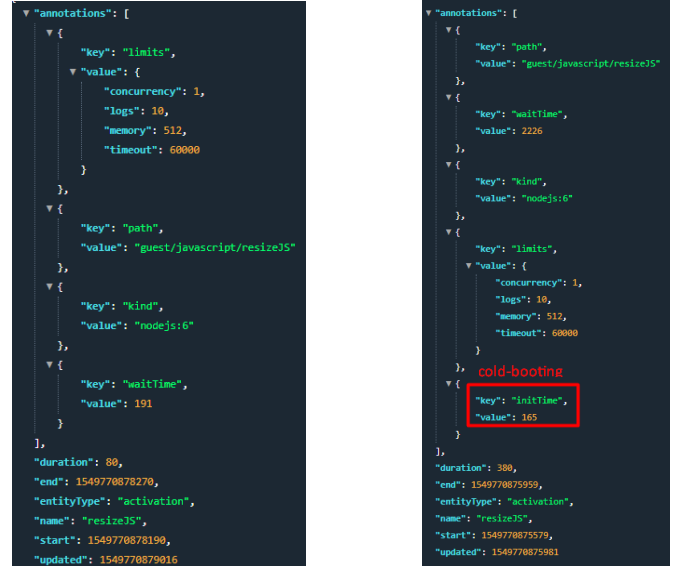 "annotations": [
{
"key": "limits",
"value": {
"concurrency": 1,
"logs": 10,
"memory": 512,
"timeout": 60000
}
},
{
"key": "path",
"value": "guest/javascript/resizeJS"
},
{
"key": "kind",
"value": "nodejs:6"
},
{
"key": "waitTime",
"value": 191
}
],
"duration": 80,
"end": 1549770878270,
"entityType": "activation",
"name": "resizeJS",
"start": 1549770878190,
"updated": 1549770879016
"annotations": [
{
"key": "path",
"value": "guest/javascript/resizeJS"
},
{
"key": "waitTime",
"value": 2226
},
{
"key": "kind",
"value": "nodejs:6"
},
{
"key": "limits",
"value": {
"concurrency": 1,
"logs": 10,
"memory": 512,
"timeout": 60000
}
},
cold-booting
{
"key": "initTime",
"value": 165
}
],
"duration": 380,
"end": 1549770875959,
"entityType": "activation",
"name": "resizeJS",
"start": 1549770875579,
"updated": 1549770875981